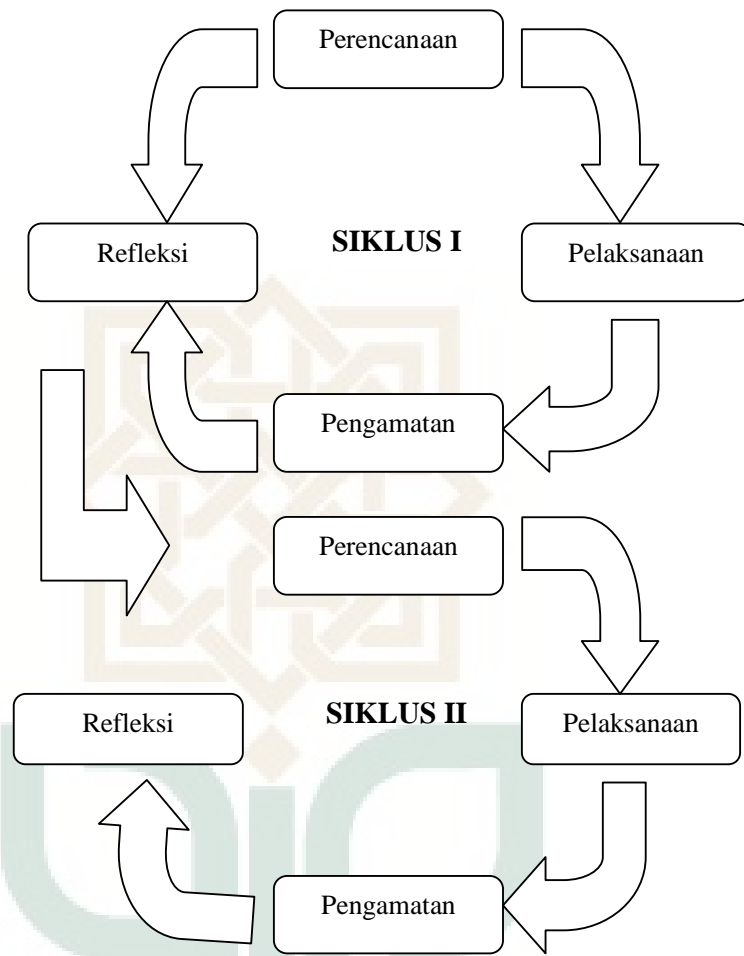 Perencanaan
Refleksi
SIKLUS I
Pelaksanaan
Pengamatan
Perencanaan
Refleksi
SIKLUS II
Pelaksanaan
Pengamatan